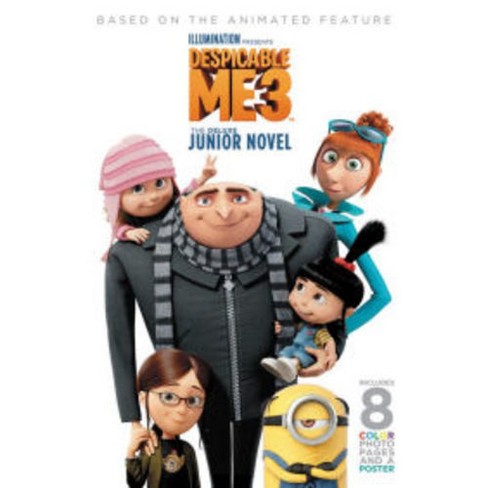 BASED ON THE ANIMATED FEATURE
ILLUMINATION PRESENTS
DESPICABLE
ME3
THE DELUXE
JUNIOR NOVEL
INCLUDES
8
COLOR
PHOTO
PAGES
AND A
POSTER